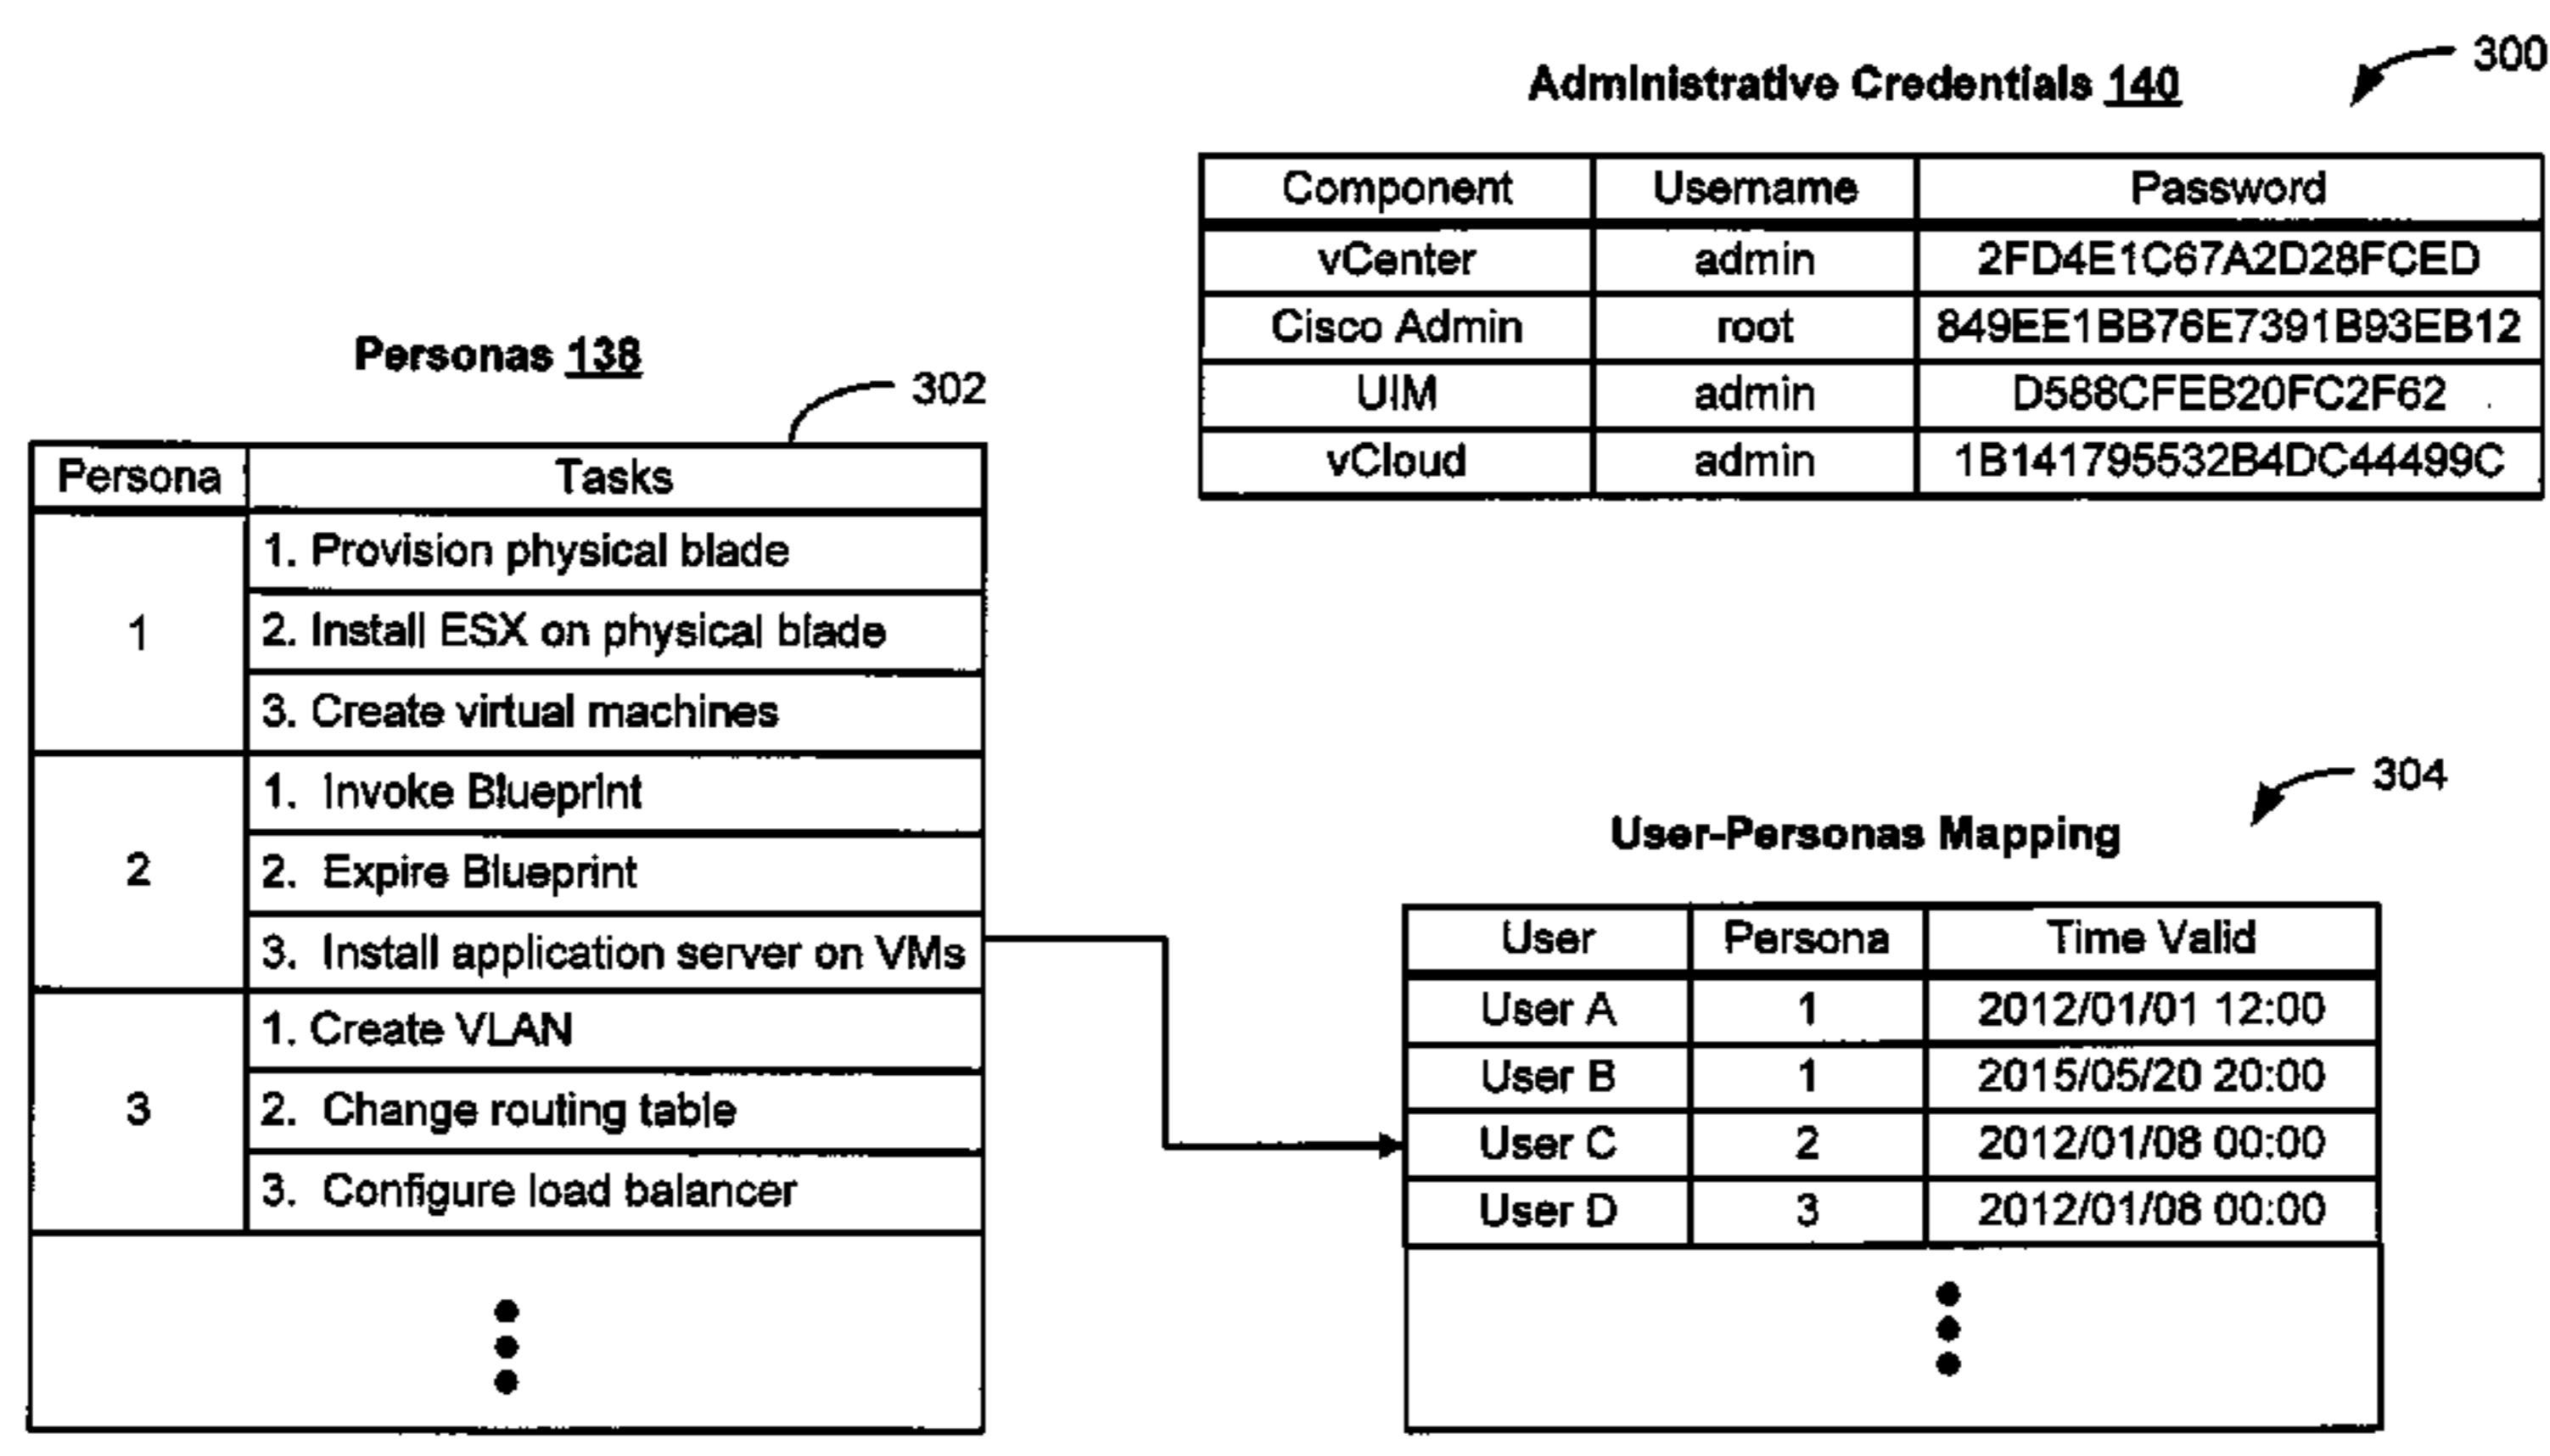 300
Administrative Credentials 140
Component Username Password
vCenter admin 2FD4E1C67A2D28FCED
Cisco Admin root 849EE1BB76E7391B93EB12
UIM admin D588CFEB20FC2F62
vCloud admin 1B141795532B4DC44499C
Personas 138
302
Persona Tasks
1
1. Provision physical blade
2. Install ESX on physical blade
3. Create virtual machines
2
1. Invoke Blueprint
2. Expire Blueprint
3. Install application server on VMs
3
1. Create VLAN
2. Change routing table
3. Configure load balancer
304
User-Personas Mapping
User Persona Time Valid
User A 1 2012/01/01 12:00
User B 1 2015/05/20 20:00
User C 2 2012/01/08 00:00
User D 3 2012/01/08 00:00